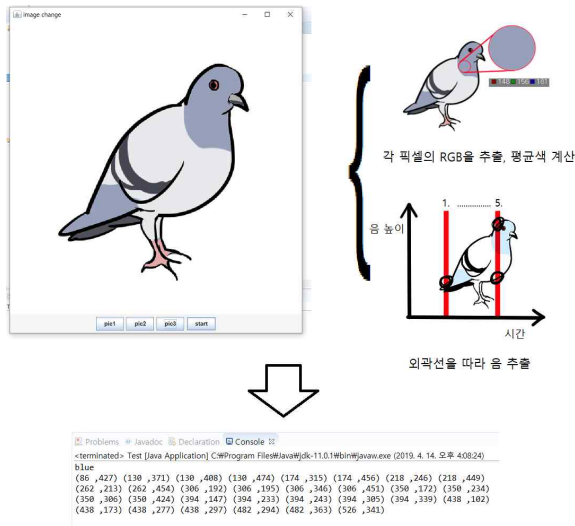 image change
pic1 pic2 pic3 start
각 픽셀의 RGB을 추출, 평균색 계산
1. ................ 5.
음 높이
시간
외곽선을 따라 음 추출
Problems @ Javadoc Declaration Console
<terminated> Test [Java Application] C:₩Program Files₩Java₩jdk-11.0.1₩bin₩javaw.exe (2019. 4. 14. 오후 4:08:24)
blue
(86 ,427) (130 ,371) (130 ,408) (130 ,474) (174 ,315) (174 ,456) (218 ,246) (218 ,449)
(262 ,213) (262 ,454) (306 ,192) (306 ,195) (306 ,346) (306 ,451) (350 ,172) (350 ,234)
(350 ,306) (350 ,424) (394 ,147) (394 ,233) (394 ,243) (394 ,305) (394 ,339) (438 ,102)
(438 ,173) (438 ,277) (438 ,297) (482 ,294) (482 ,363) (526 ,341)